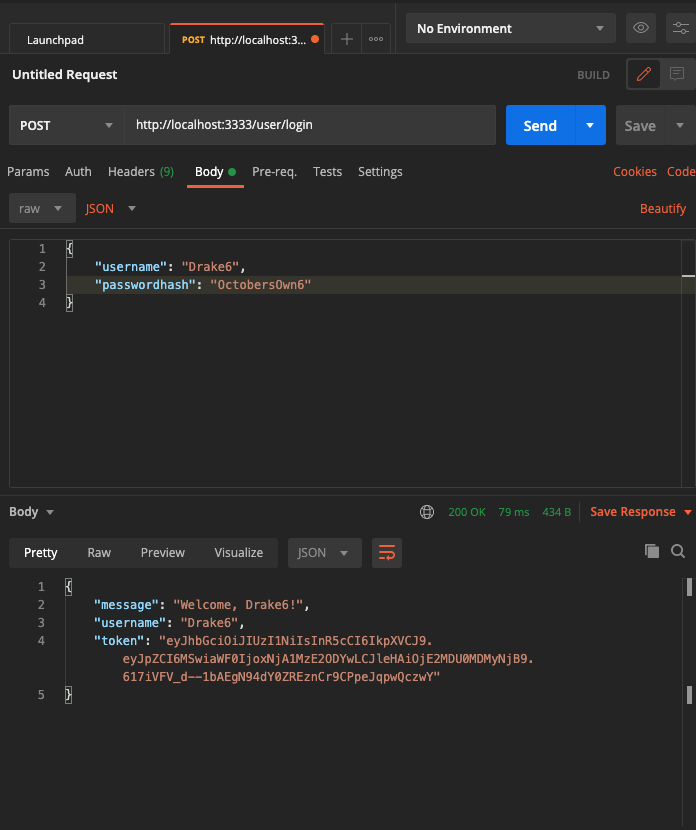 Launchpad
POST http://localhost:3...
No Environment
Untitled Request
BUILD
POST
http://localhost:3333/user/login
Send
Save
Params Auth Headers (9) Body Pre-req. Tests Settings
Cookies Code
raw
JSON
Beautify
1 {
2 "username": "Drake6",
3 "passwordhash": "OctobersOwn6"
4 }
Body
200 OK 79 ms 434 B Save Response
Pretty Raw Preview Visualize JSON
1 {
2 "message": "Welcome, Drake6!",
3 "username": "Drake6",
4 "token": "eyJhbGciOiJIUzI1NiIsInR5cCI6IkpXVCJ9.
eyJpZCI6MSwiaWF0IjoxNjA1MzE2ODYwLCJleHAiOjE2MDU0MDMyNjB9.
617iVFV_d--1bAEgN94dY0ZREznCr9CPpeJqpwQczwY"
5 }